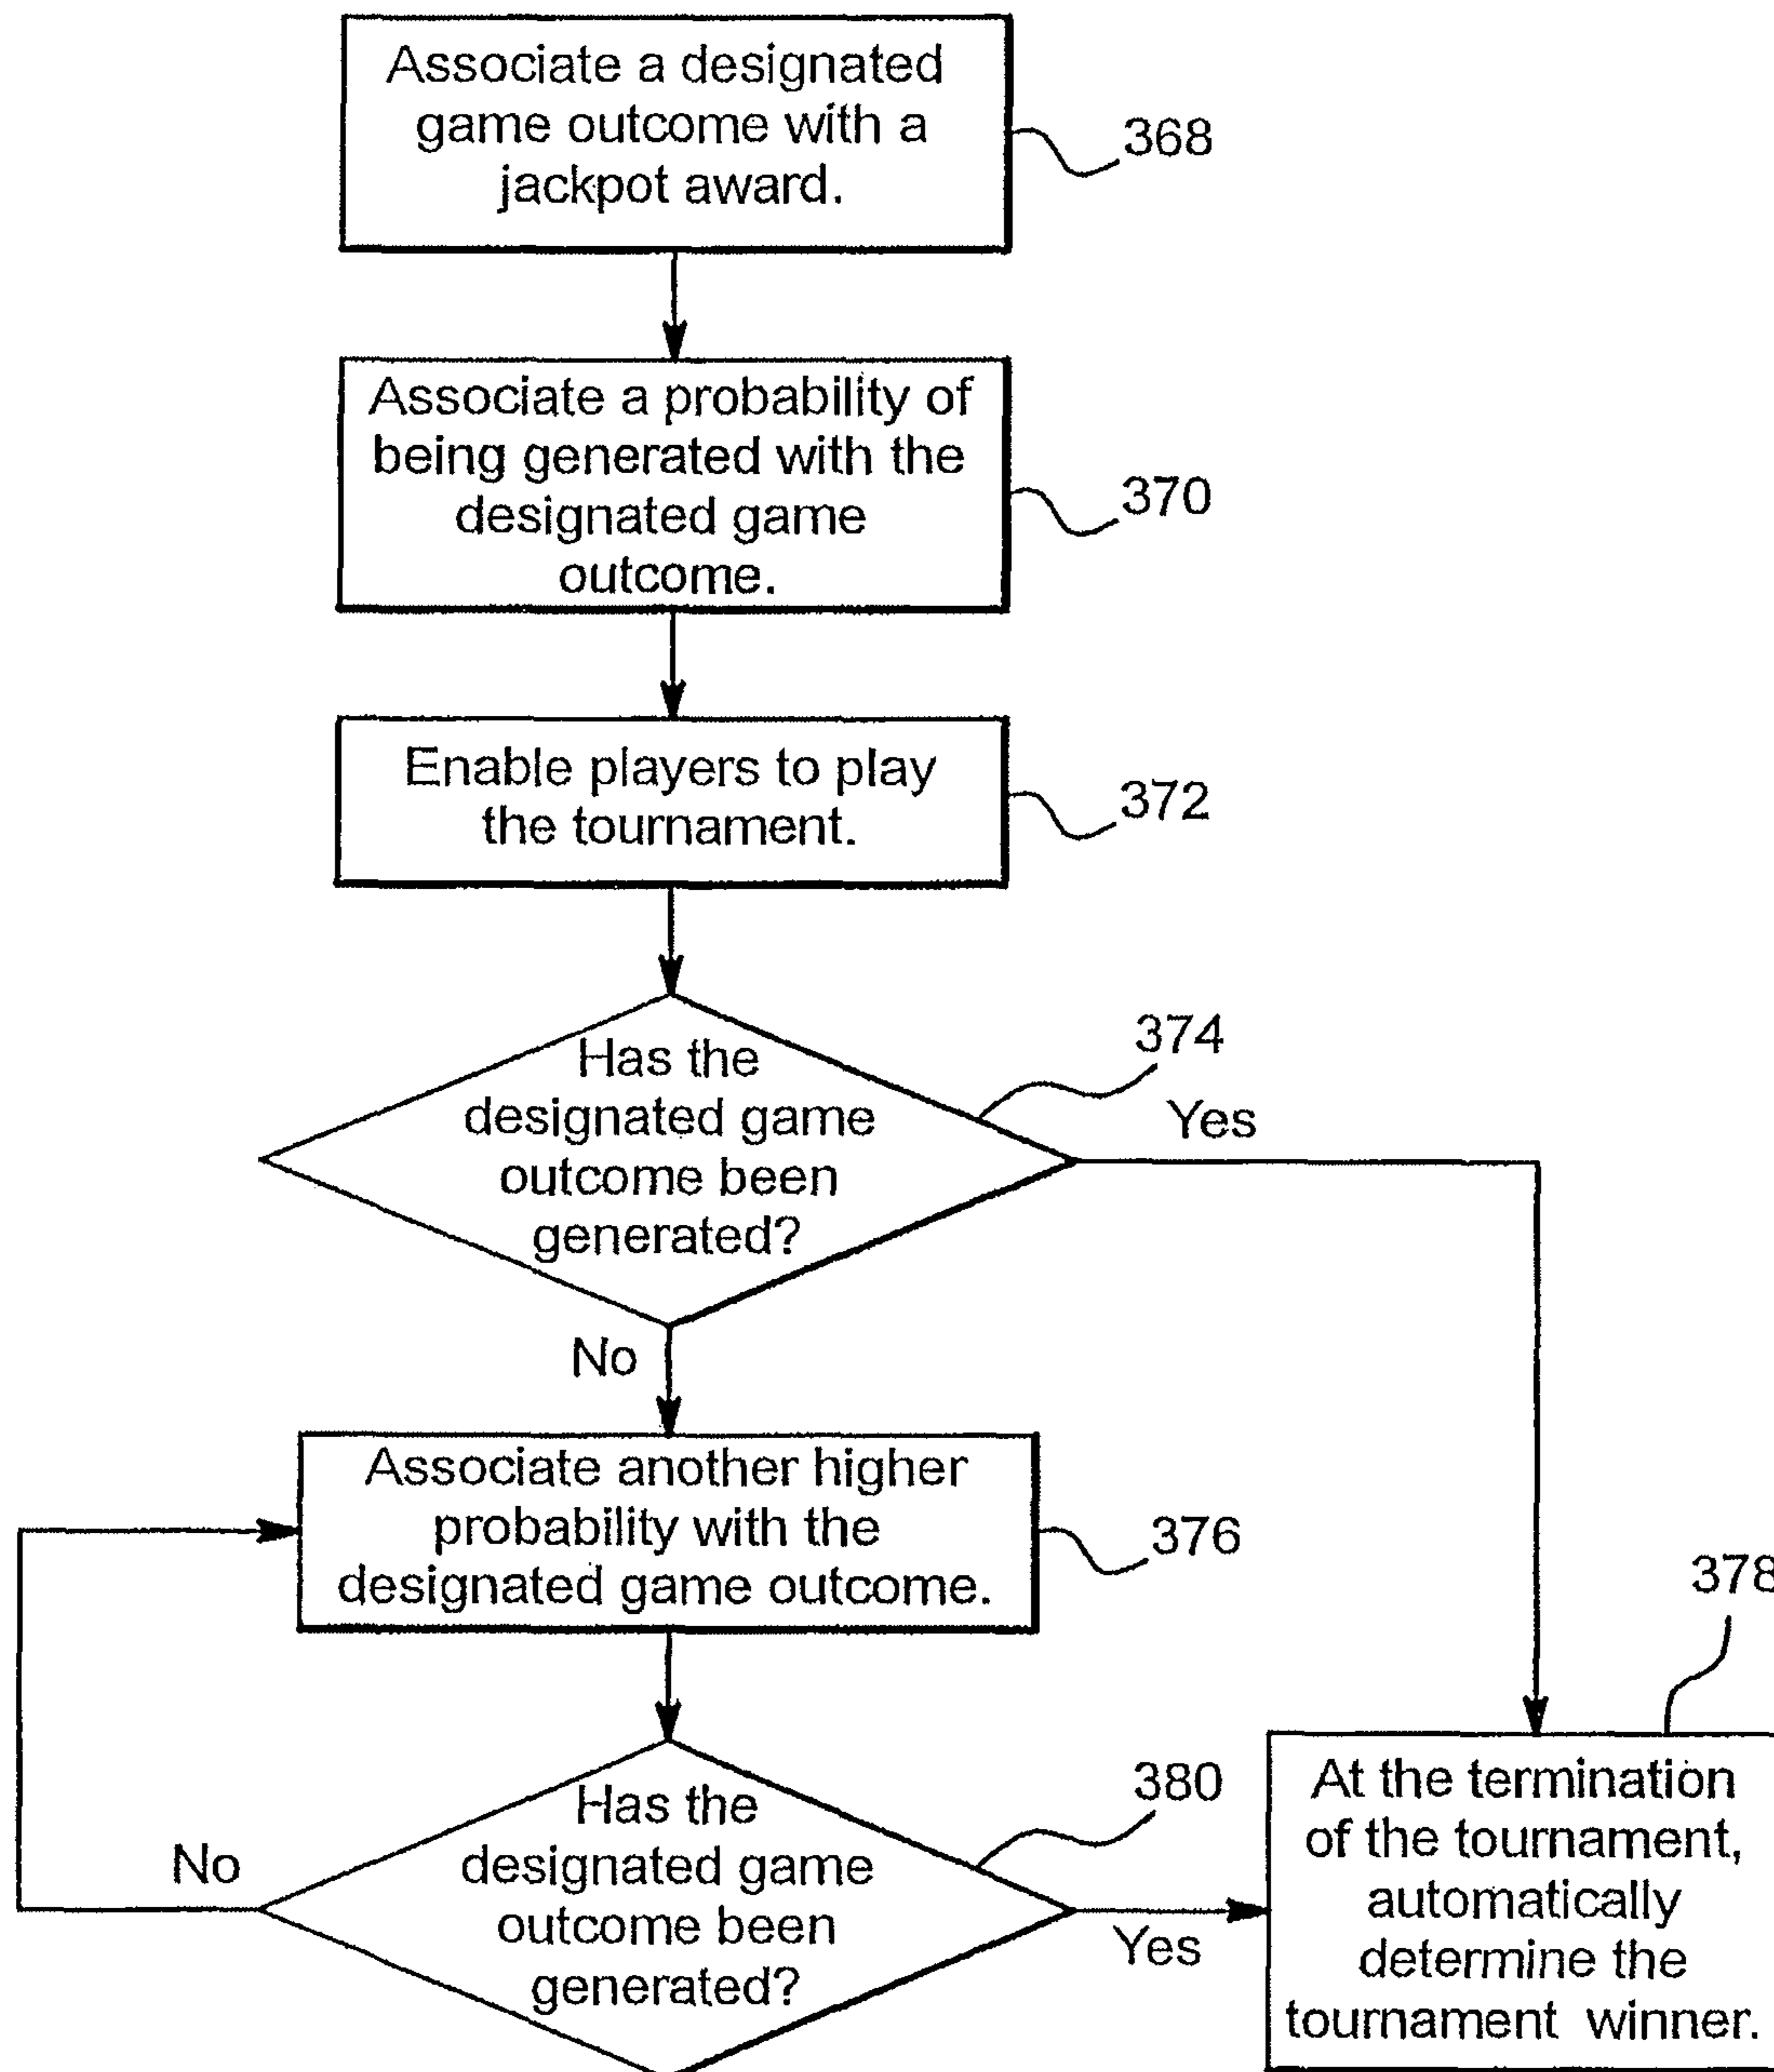 Associate a designated
game outcome with a
jackpot award.
368
Associate a probability of
being generated with the
designated game
outcome.
370
Enable players to play
the tournament.
372
Has the
designated game
outcome been
generated?
374
Yes
No
Associate another higher
probability with the
designated game outcome.
376
378
Has the
designated game
outcome been
generated?
380
No
Yes
At the termination
of the tournament,
automatically
determine the
tournament winner.